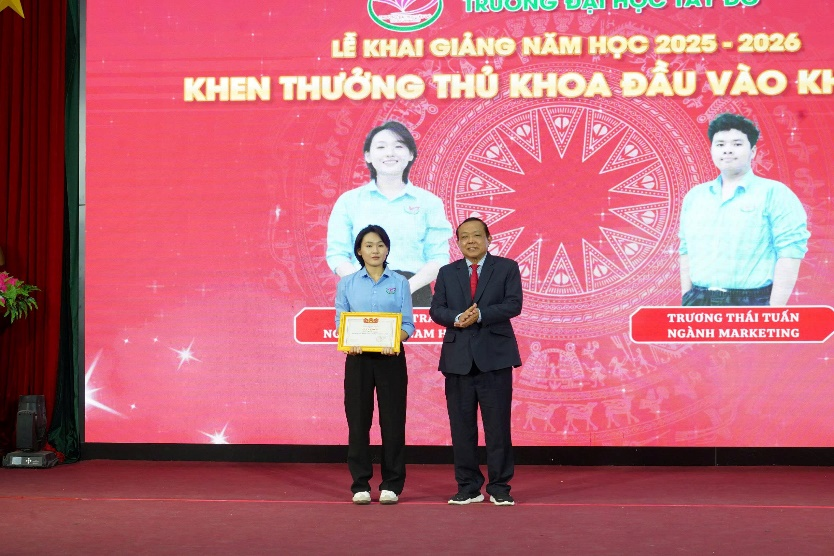 TRƯỜNG ĐẠI HỌC TÂY ĐÔ
LỄ KHAI GIẢNG NĂM HỌC 2025 - 2026
KHEN THƯỞNG THỦ KHOA ĐẦU VÀO KH
TRƯƠNG THÁI TUẤN
NGÀNH MARKETING